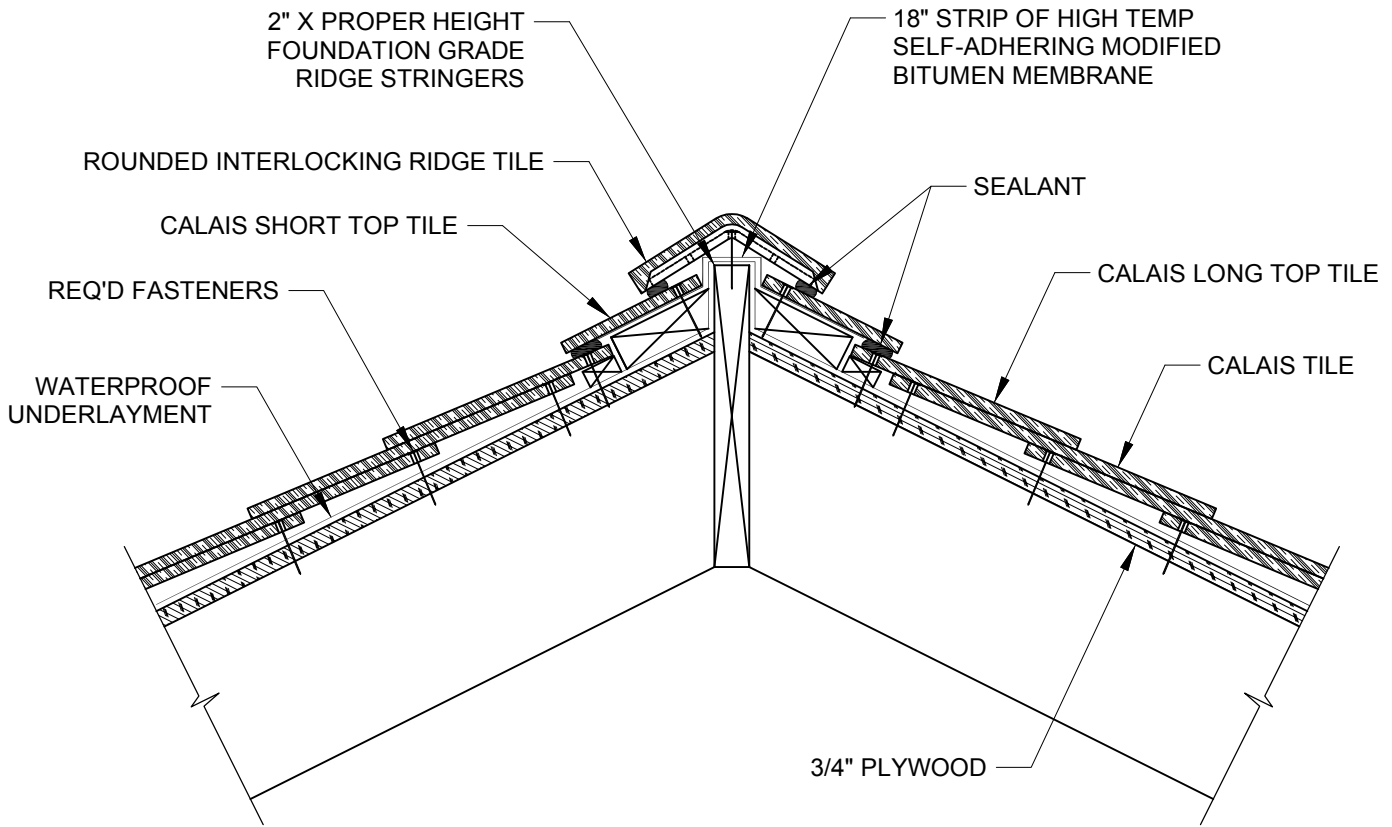 2" X PROPER HEIGHT
FOUNDATION GRADE
RIDGE STRINGERS
18" STRIP OF HIGH TEMP
SELF-ADHERING MODIFIED
BITUMEN MEMBRANE
ROUNDED INTERLOCKING RIDGE TILE
SEALANT
CALAIS SHORT TOP TILE
CALAIS LONG TOP TILE
REQ'D FASTENERS
CALAIS TILE
WATERPROOF
UNDERLAYMENT
3/4" PLYWOOD